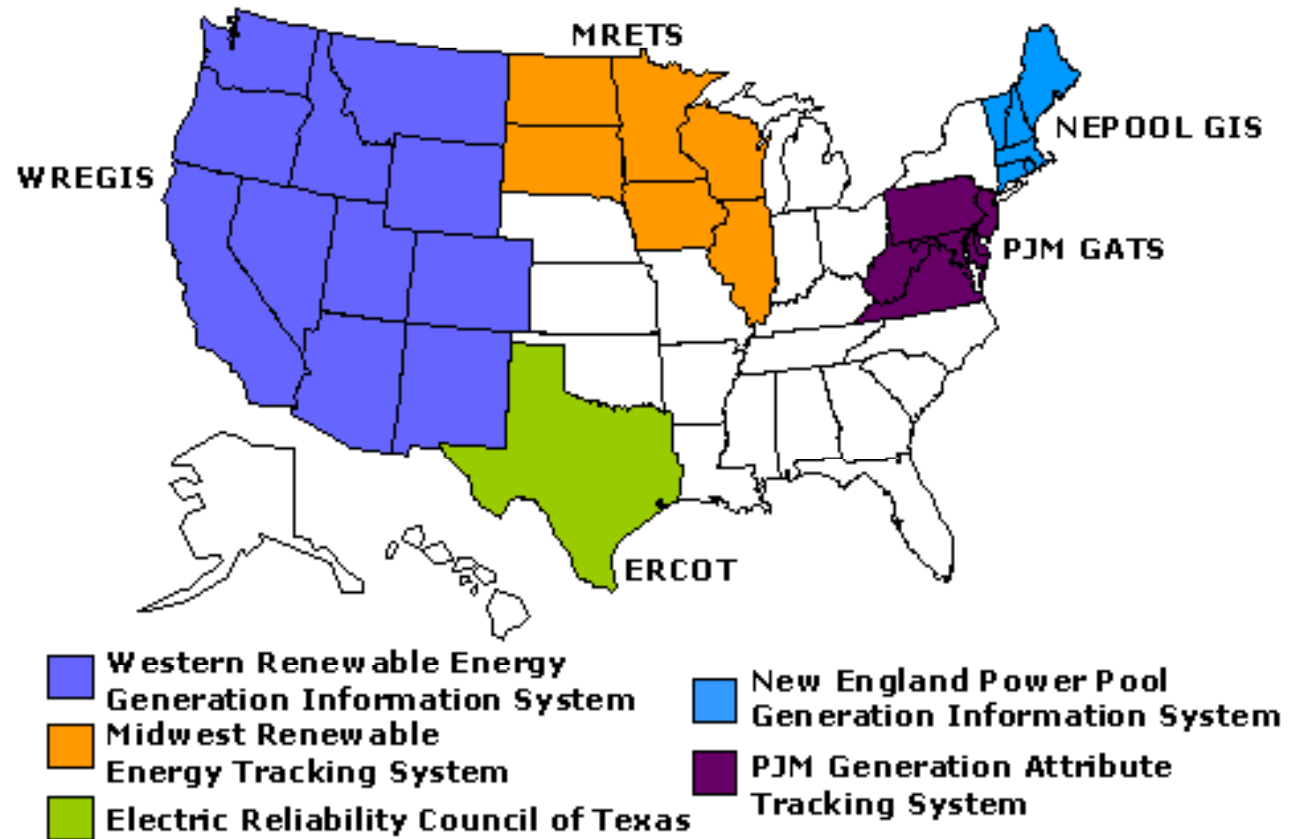 MRETS
NEPOOL GIS
WREGIS
PJM GATS
ERCOT
Western Renewable Energy
Generation Information System
Midwest Renewable
Energy Tracking System
Electric Reliability Council of Texas
New England Power Pool
Generation Information System
PJM Generation Attribute
Tracking System